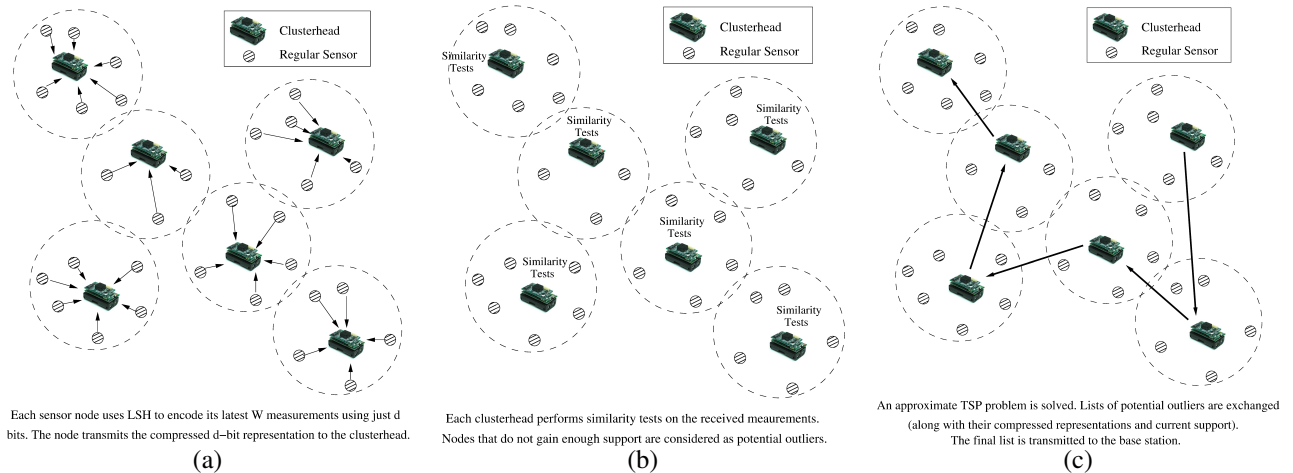 Clusterhead
Regular Sensor
Each sensor node uses LSH to encode its latest W measurements using just d
bits. The node transmits the compressed d−bit representation to the clusterhead.
(a)
Clusterhead
Regular Sensor
Similarity
Tests
Similarity
Tests
Similarity
Tests
Similarity
Tests
Similarity
Tests
Similarity
Tests
Each clusterhead performs similarity tests on the received meaurements.
Nodes that do not gain enough support are considered as potential outliers.
(b)
Clusterhead
Regular Sensor
An approximate TSP problem is solved. Lists of potential outliers are exchanged
(along with their compressed representations and current support).
The final list is transmitted to the base station.
(c)